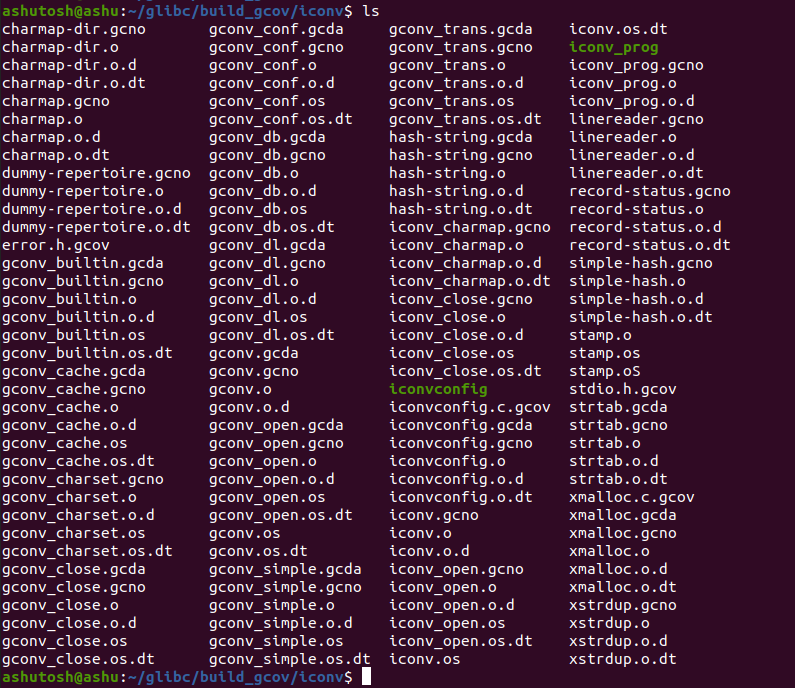 ashutosh@ashu:~/glibc/build_gcov/iconv$ ls
charmap-dir.gcno gconv_conf.gcda gconv_trans.gcda iconv.os.dt
charmap-dir.o gconv_conf.gcno gconv_trans.gcno iconv_prog
charmap-dir.o.d gconv_conf.o gconv_trans.o iconv_prog.gcno
charmap-dir.o.dt gconv_conf.o.d gconv_trans.o.d iconv_prog.o
charmap.gcno gconv_conf.os gconv_trans.os iconv_prog.o.d
charmap.o gconv_conf.os.dt gconv_trans.os.dt linereader.gcno
charmap.o.d gconv_db.gcda hash-string.gcda linereader.o
charmap.o.dt gconv_db.gcno hash-string.gcno linereader.o.d
dummy-repertoire.gcno gconv_db.o hash-string.o linereader.o.dt
dummy-repertoire.o gconv_db.o.d hash-string.o.d record-status.gcno
dummy-repertoire.o.d gconv_db.os hash-string.o.dt record-status.o
dummy-repertoire.o.dt gconv_db.os.dt iconv_charmap.gcno record-status.o.d
error.h.gcov gconv_dl.gcda iconv_charmap.o record-status.o.dt
gconv_builtin.gcda gconv_dl.gcno iconv_charmap.o.d simple-hash.gcno
gconv_builtin.gcno gconv_dl.o iconv_charmap.o.dt simple-hash.o
gconv_builtin.o gconv_dl.o.d iconv_close.gcno simple-hash.o.d
gconv_builtin.o.d gconv_dl.os iconv_close.o simple-hash.o.dt
gconv_builtin.os gconv_dl.os.dt iconv_close.o.d stamp.o
gconv_builtin.os.dt gconv.gcda iconv_close.os stamp.os
gconv_cache.gcda gconv.gcno iconv_close.os.dt stamp.oS
gconv_cache.gcno gconv.o iconvconfig stdio.h.gcov
gconv_cache.o gconv.o.d iconvconfig.c.gcov strtab.gcda
gconv_cache.o.d gconv_open.gcda iconvconfig.gcda strtab.gcno
gconv_cache.os gconv_open.gcno iconvconfig.gcno strtab.o
gconv_cache.os.dt gconv_open.o iconvconfig.o strtab.o.d
gconv_charset.gcno gconv_open.o.d iconvconfig.o.d strtab.o.dt
gconv_charset.o gconv_open.os iconvconfig.o.dt xmalloc.c.gcov
gconv_charset.o.d gconv_open.os.dt iconv.gcno xmalloc.gcda
gconv_charset.os gconv.os iconv.o xmalloc.gcno
gconv_charset.os.dt gconv.os.dt iconv.o.d xmalloc.o
gconv_close.gcda gconv_simple.gcda iconv_open.gcno xmalloc.o.d
gconv_close.gcno gconv_simple.gcno iconv_open.o xmalloc.o.dt
gconv_close.o gconv_simple.o iconv_open.o.d xstrdup.gcno
gconv_close.o.d gconv_simple.o.d iconv_open.os xstrdup.o
gconv_close.os gconv_simple.os iconv_open.os.dt xstrdup.o.d
gconv_close.os.dt gconv_simple.os.dt iconv.os xstrdup.o.dt
ashutosh@ashu:~/glibc/build_gcov/iconv$